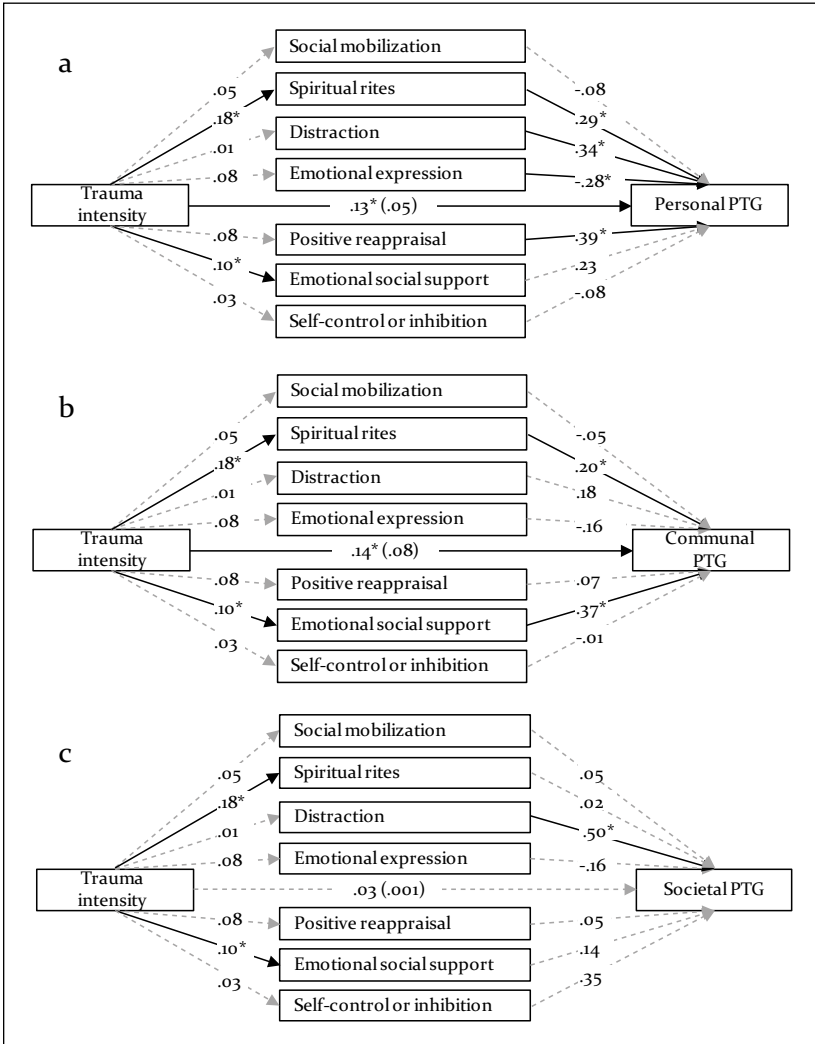 a
Social mobilization
Spiritual rites
Distraction
Emotional expression
Trauma
intensity
Personal PTG
Positive reappraisal
Emotional social support
Self-control or inhibition
.05
.18*
.01
.08
.13* (.05)
.08
.10*
.03
-.08
.29*
.34*
-.28*
.39*
.23
-.08
b
Social mobilization
Spiritual rites
Distraction
Emotional expression
Trauma
intensity
Communal
PTG
Positive reappraisal
Emotional social support
Self-control or inhibition
.05
.18*
.01
.08
.14* (.08)
.08
.10*
.03
-.05
.20*
.18
-.16
.07
.37*
-.01
c
Social mobilization
Spiritual rites
Distraction
Emotional expression
Trauma
intensity
Societal PTG
Positive reappraisal
Emotional social support
Self-control or inhibition
.05
.18*
.01
.08
.03 (.001)
.08
.10*
.03
.05
.02
.50*
-.16
.05
.14
.35